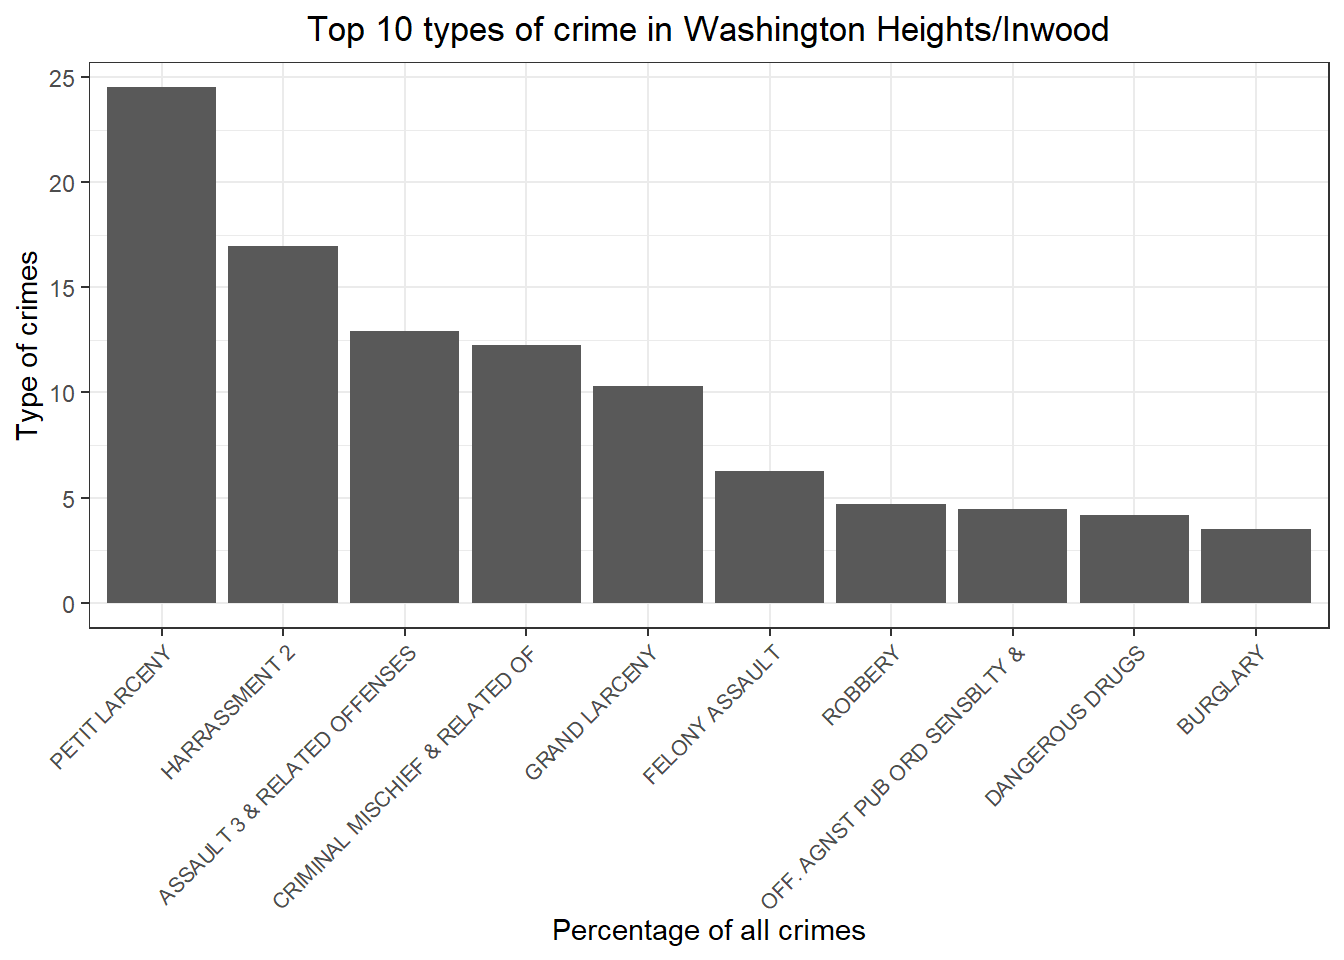 Top 10 types of crime in Washington Heights/Inwood
Type of crimes
25
20
15
10
5
0
PETIT LARCENY
HARRASSMENT 2
ASSAULT 3 & RELATED OFFENSES
CRIMINAL MISCHIEF & RELATED OF
GRAND LARCENY
FELONY ASSAULT
ROBBERY
OFF. AGNST PUB ORD SENSBLTY &
DANGEROUS DRUGS
BURGLARY
Percentage of all crimes